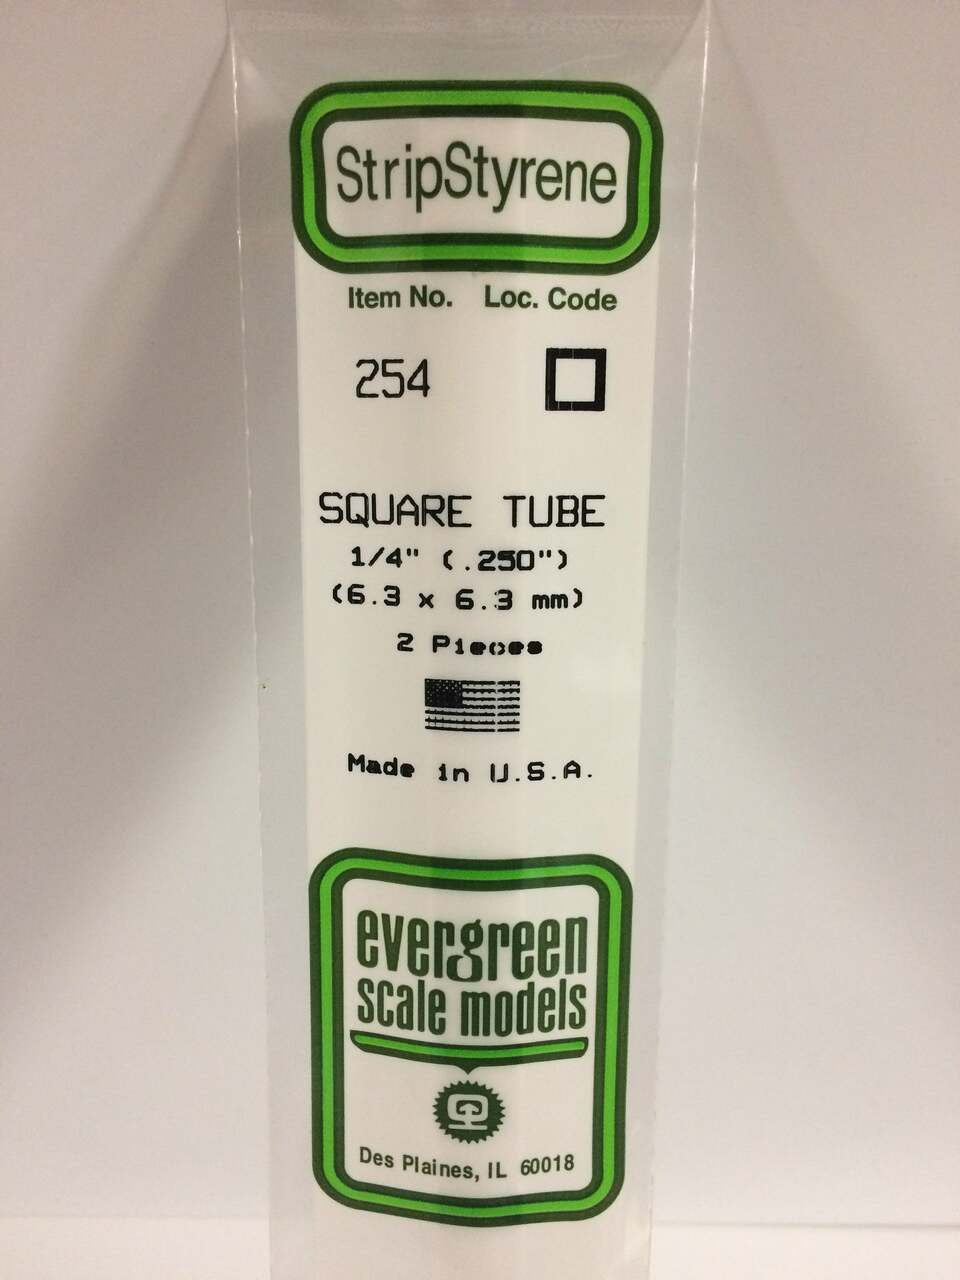 StripStyrene
Item No. Loc. Code
254
SQUARE TUBE
1/4" (.250")
(6.3 x 6.3 mm)
2 Pieces
Made in U.S.A.
evergreen
scale models
Des Plaines, IL 60018